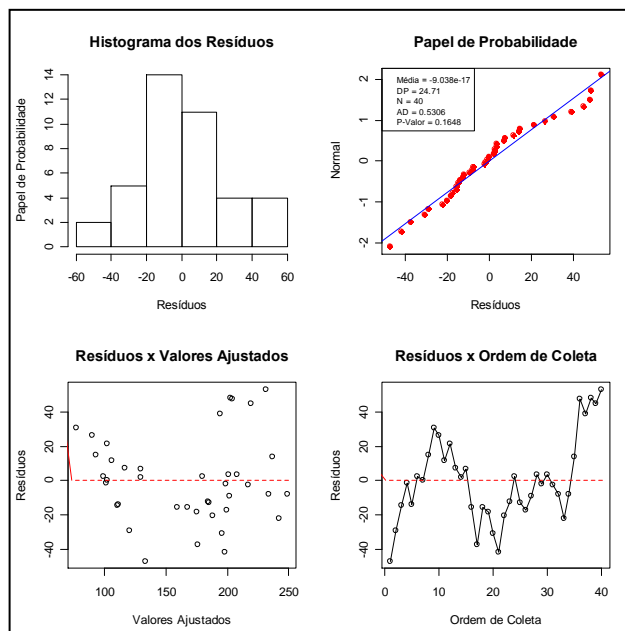 Histograma dos Resíduos
Papel de Probabilidade
14
12
10
8
6
4
2
0
-60
-40
-20
0
20
40
60
Resíduos
Papel de Probabilidade
Média = -9.038e-17
DP = 24.71
N = 40
AD = 0.5306
P-Valor = 0.1648
Normal
2
1
0
-1
-2
-40
-20
0
20
40
Resíduos
Resíduos x Valores Ajustados
Resíduos
40
20
0
-20
-40
100
150
200
250
Valores Ajustados
Resíduos x Ordem de Coleta
Resíduos
40
20
0
-20
-40
0
10
20
30
40
Ordem de Coleta